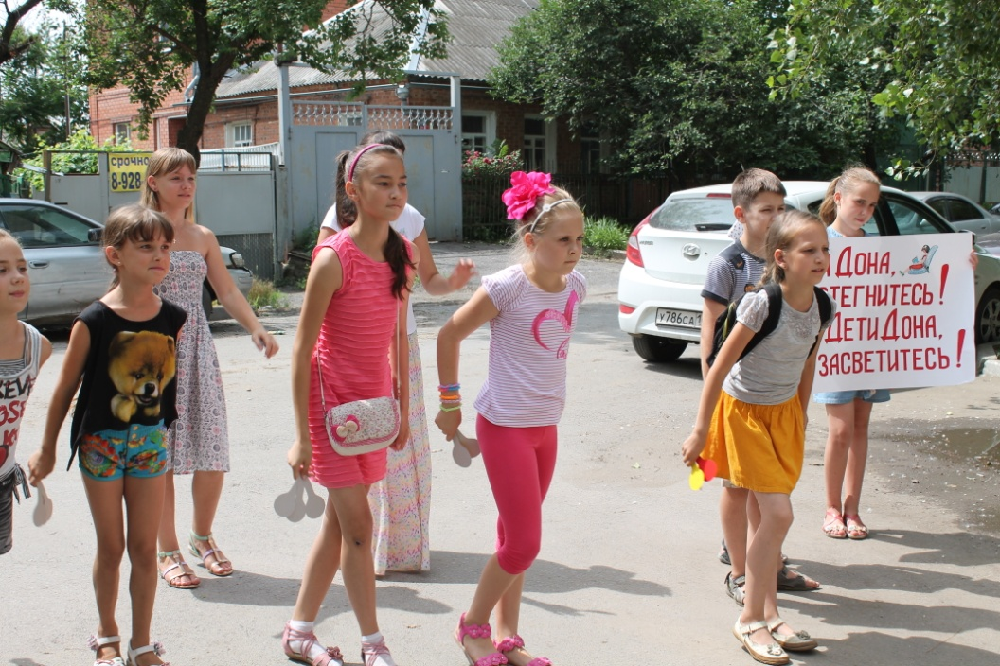 СРОЧНО
8-928
У786СА
Дона,
ТЕГНИТЕСЬ!
Дети Дона,
ЗАСВЕТИТЕСЬ!